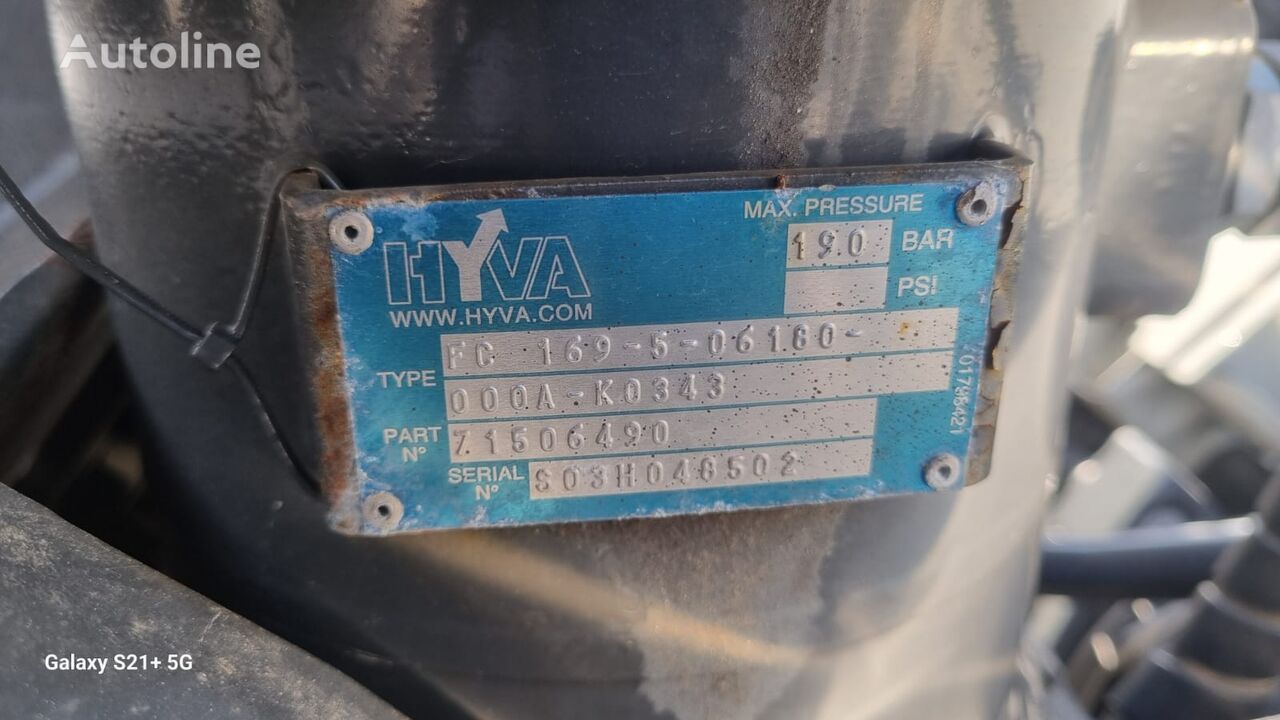 Autoline
HYVA
WWW.HYVA.COM
MAX. PRESSURE
190 BAR
PSI
TYPE FC 169-5-06180-
000A-K0343
PART N° 71506490
SERIAL N° S03H048502
Galaxy S21+ 5G